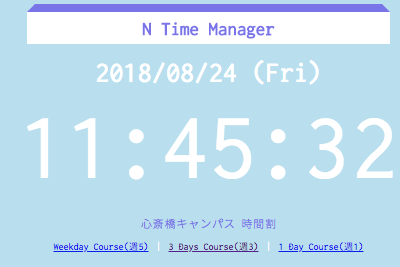 N Time Manager
2018/08/24 (Fri)
11:45:32
心斎橋キャンパス 時間割
Weekday Course(週5) | 3 Days Course(週3) | 1 Day Course(週1)